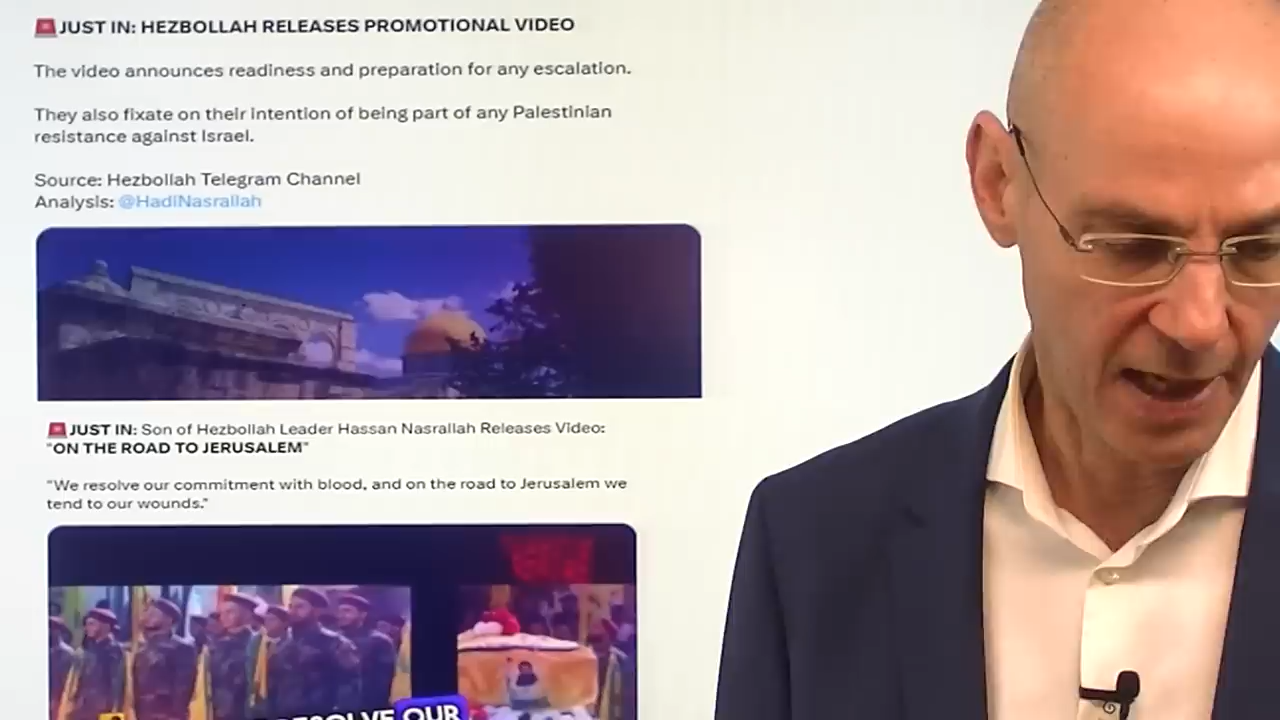 🚨JUST IN: HEZBOLLAH RELEASES PROMOTIONAL VIDEO
The video announces readiness and preparation for any escalation.
They also fixate on their intention of being part of any Palestinian
resistance against Israel.
Source: Hezbollah Telegram Channel
Analysis: @HadiNasrallah
🚨JUST IN: Son of Hezbollah Leader Hassan Nasrallah Releases Video:
"ON THE ROAD TO JERUSALEM"
"We resolve our commitment with blood, and on the road to Jerusalem we
tend to our wounds."
RESOLVE OUR